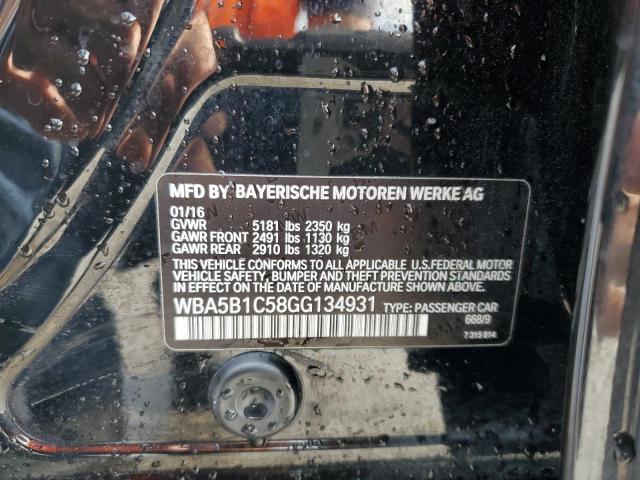 MFD BY BAYERISCHE MOTOREN WERKE AG
01/16
GVWR 5181 lbs 2350 kg
GAWR FRONT 2491 lbs 1130 kg
GAWR REAR 2910 lbs 1320 kg
THIS VEHICLE CONFORMS TO ALL APPLICABLE U.S.FEDERAL MOTOR
VEHICLE SAFETY, BUMPER AND THEFT PREVENTION STANDARDS
IN EFFECT ON THE DATE OF MANUFACTURE SHOWN ABOVE.
WBA5B1C58GG134931 TYPE: PASSENGER CAR
668/9
7 315 814